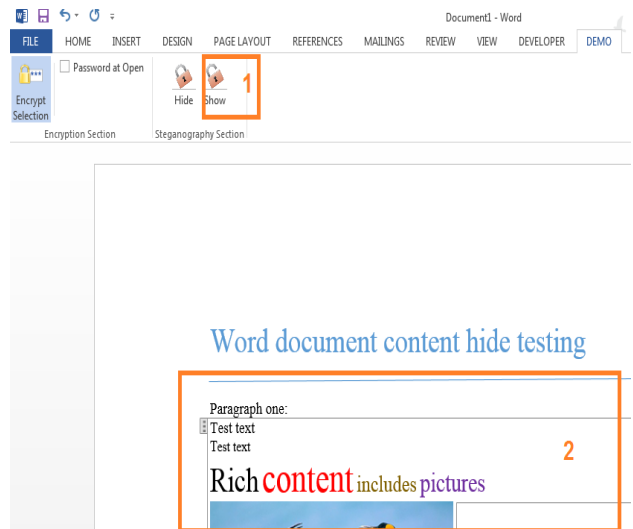 Document1 - Word
FILE HOME INSERT DESIGN PAGE LAYOUT REFERENCES MAILINGS REVIEW VIEW DEVELOPER DEMO
Password at Open
Encrypt
Selection
Hide Show
1
Encryption Section Steganography Section
Word document content hide testing
Paragraph one:
Test text
Test text
2
Rich content includes pictures